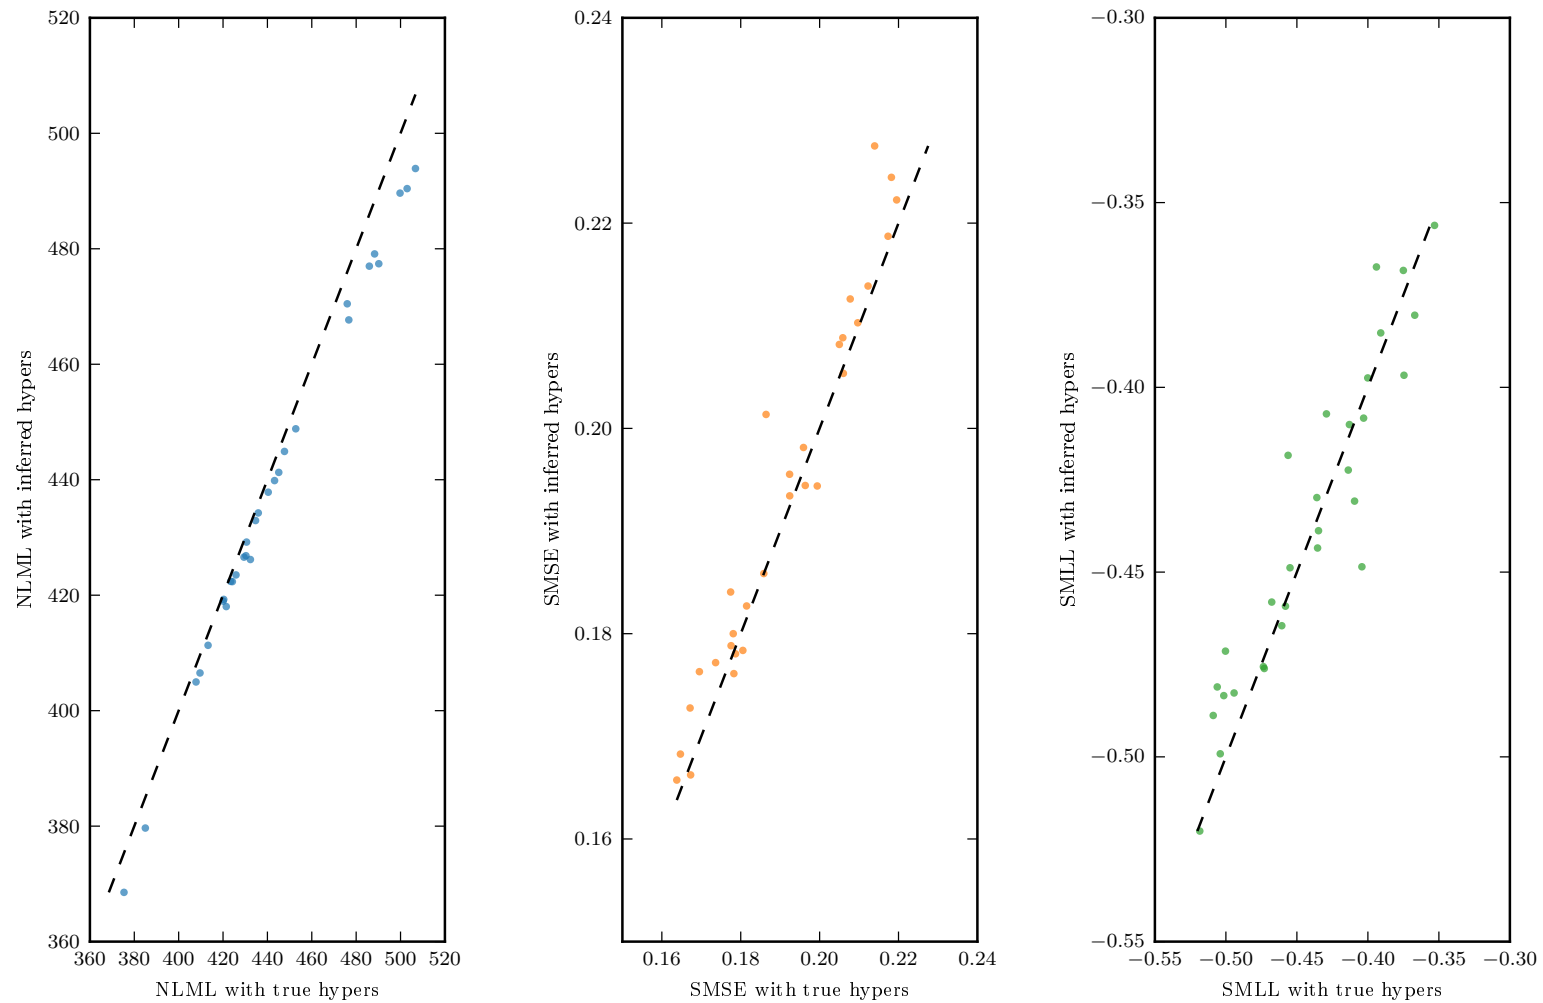 520
500
480
460
440
420
400
380
360
360 380 400 420 440 460 480 500 520
NLML with inferred hypers
NLML with true hypers
0.24
0.22
0.20
0.18
0.16
0.16 0.18 0.20 0.22 0.24
SMSE with inferred hypers
SMSE with true hypers
−0.30
−0.35
−0.40
−0.45
−0.50
−0.55
−0.55 −0.50 −0.45 −0.40 −0.35 −0.30
SMLL with inferred hypers
SMLL with true hypers